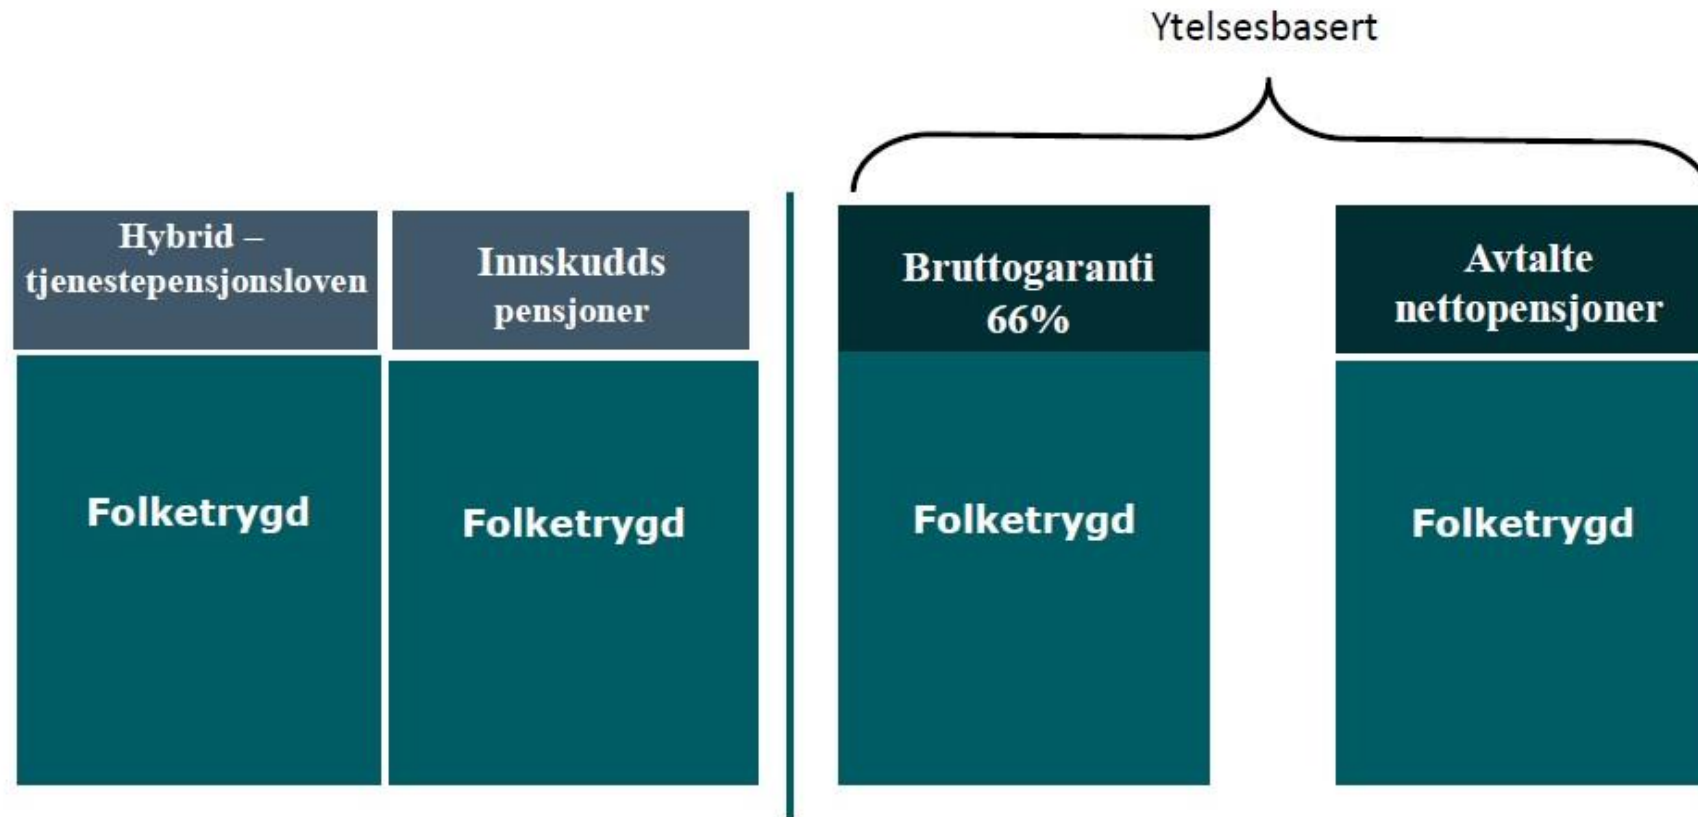 Ytelsesbasert
Hybrid –
tjenestepensjonsloven
Innskudds
pensjoner
Bruttogaranti
66%
Avtalte
nettopensjoner
Folketrygd
Folketrygd
Folketrygd
Folketrygd